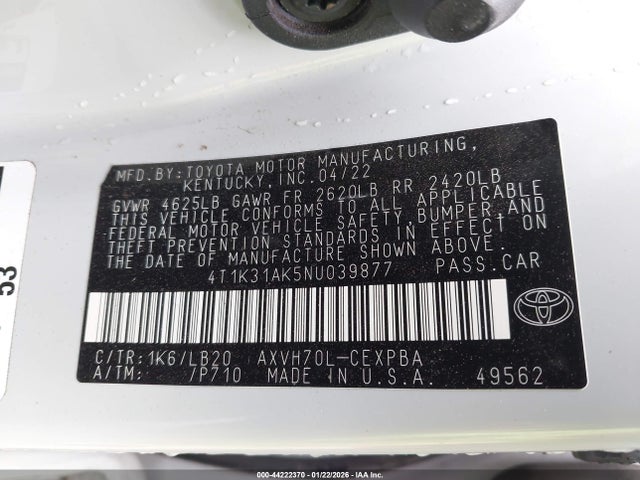 MFD.BY:TOYOTA MOTOR MANUFACTURING,
KENTUCKY,INC.04/22
GVWR 4625LB GAWR FR 2620LB RR 2420LB
THIS VEHICLE CONFORMS TO ALL APPLICABLE
FEDERAL MOTOR VEHICLE SAFETY,BUMPER,AND
THEFT PREVENTION STANDARDS IN EFFECT ON
THE DATE OF MANUFACTURE SHOWN ABOVE.
4T1K31AK5NU039877 PASS.CAR
C/TR:1K6/LB20 AXVH70L-CEXPBA
A/TM: /P710 MADE IN U.S.A. 49562
53
000-44222370 - 01/22/2026 - IAA Inc.